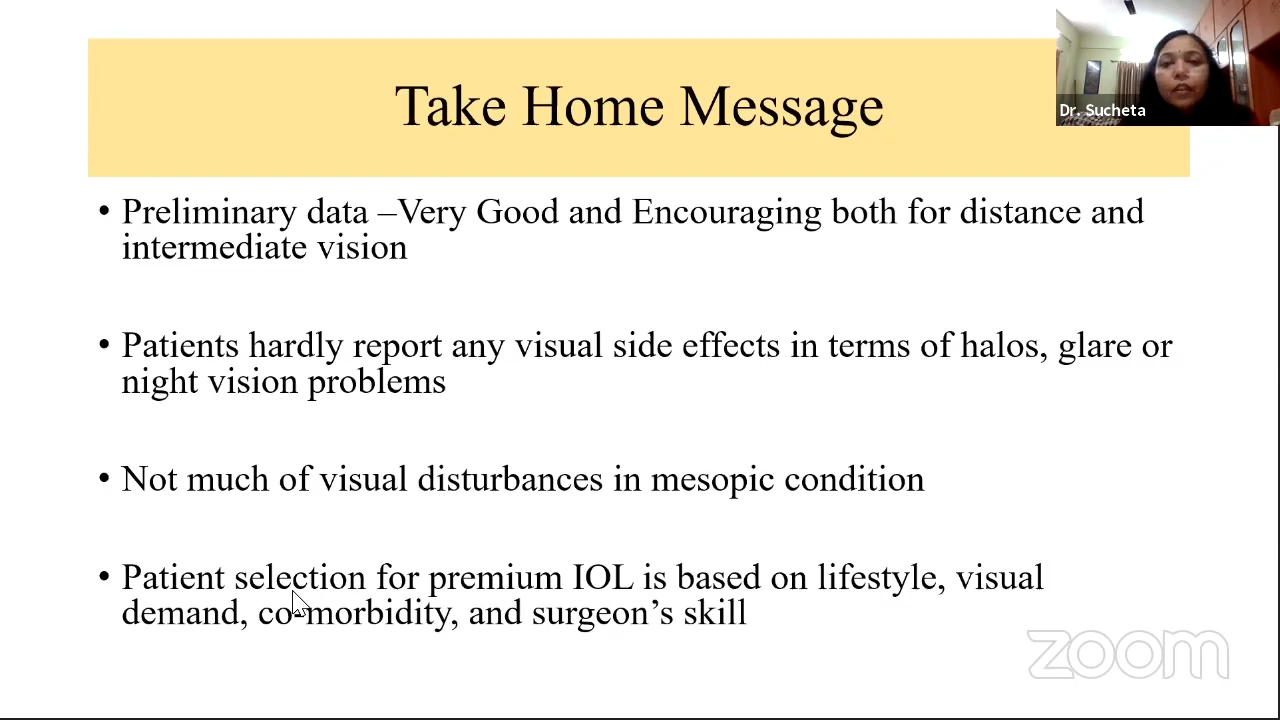 Take Home Message
Dr. Sucheta
• Preliminary data –Very Good and Encouraging both for distance and
intermediate vision
• Patients hardly report any visual side effects in terms of halos, glare or
night vision problems
• Not much of visual disturbances in mesopic condition
• Patient selection for premium IOL is based on lifestyle, visual
demand, co-morbidity, and surgeon’s skill
zoom